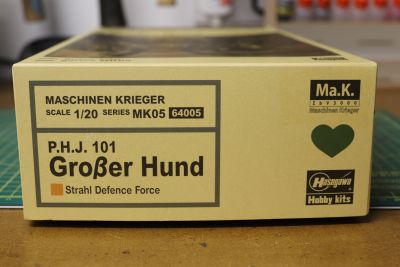 MASCHINEN KRIEGER
SCALE 1/20 SERIES MK05 64005
P.H.J. 101
Großer Hund
Strahl Defence Force
Ma.K.
ZbV3000
Maschinen Krieger
Hasegawa
Hobby kits